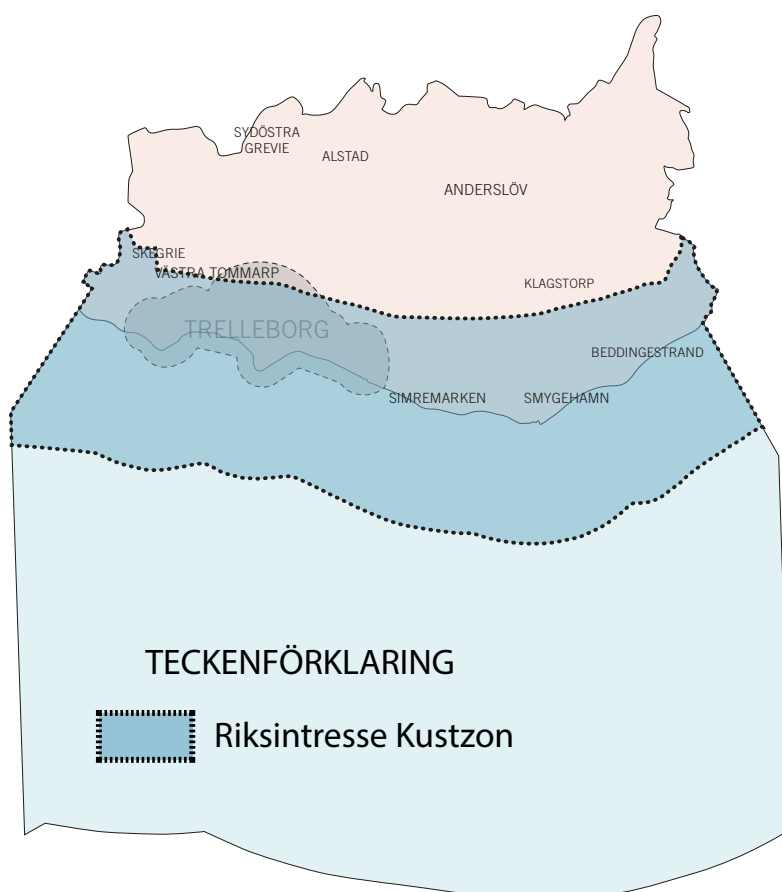 SYDÖSTRA
GREVIE
ALSTAD
ANDERSLÖV
SKEGRIE
VÄSTRA TOMMARP
KLAGSTORP
TRELLEBORG
BEDDINGESTRAND
SIMREMARKEN
SMYGEHAMN
TECKENFÖRKLARING
Riksintresse Kustzon